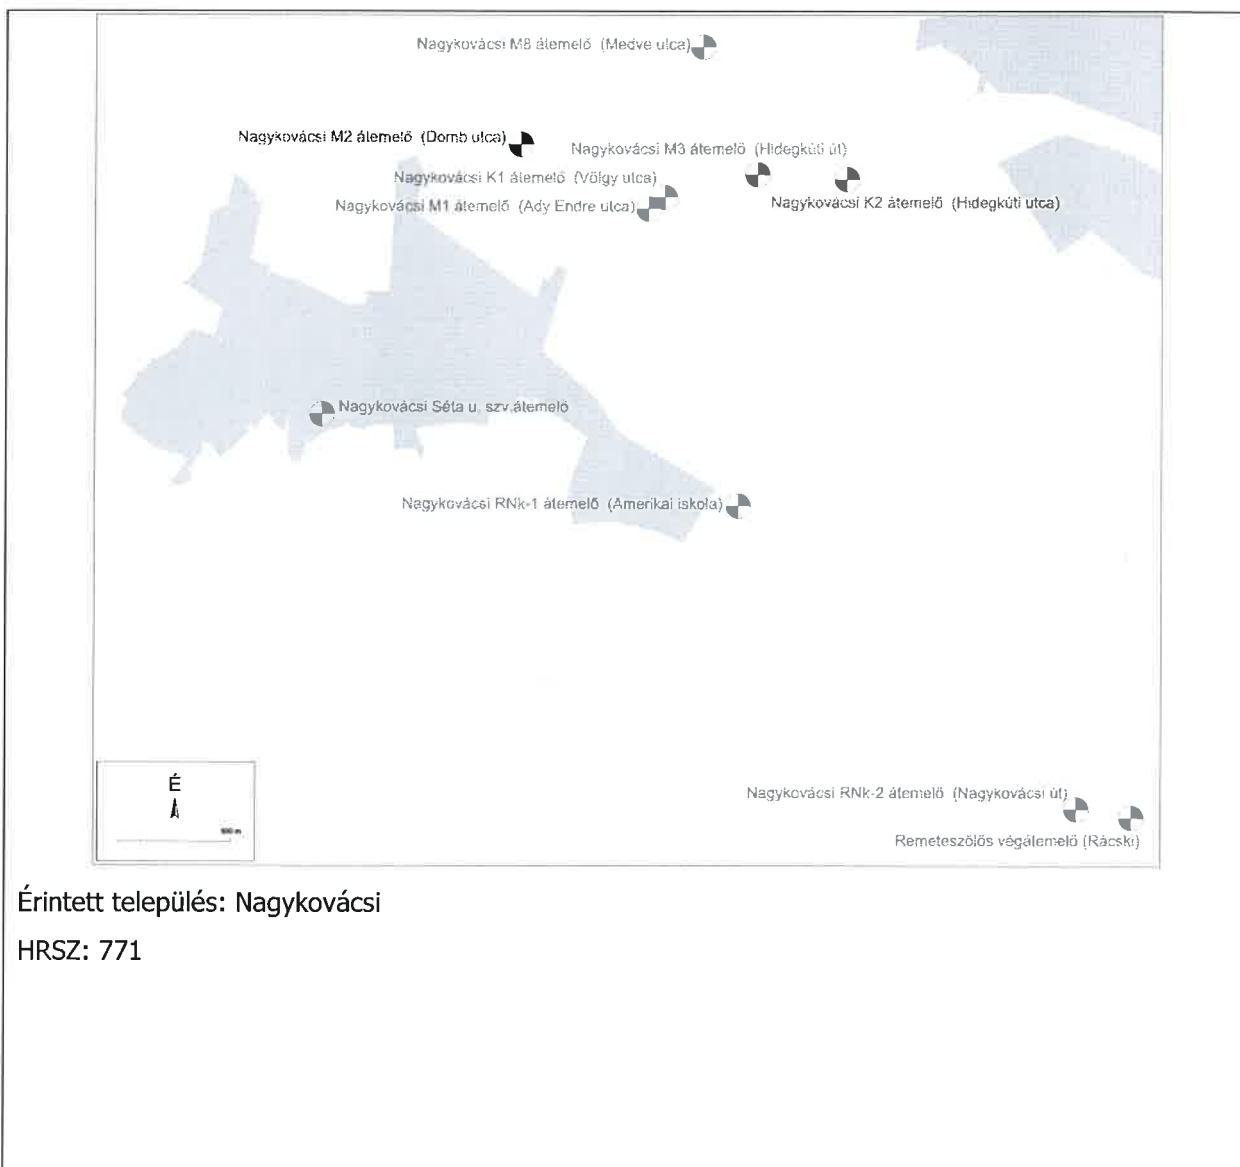 Nagykovácsi M8 átemelő (Medve utca)
Nagykovácsi M2 átemelő (Domb utca)
Nagykovácsi M3 átemelő (Hidegkúti út)
Nagykovácsi K1 átemelő (Völgy utca)
Nagykovácsi M1 átemelő (Ady Endre utca)
Nagykovácsi K2 átemelő (Hidegkúti utca)
Nagykovácsi Séta u. szv.átemelő
Nagykovácsi RNk-1 átemelő (Amerikai iskola)
É
Nagykovácsi RNk-2 átemelő (Nagykovácsi út)
Remeteszőlős végátemelő (Rácski)
Érintett település: Nagykovácsi
HRSZ: 771